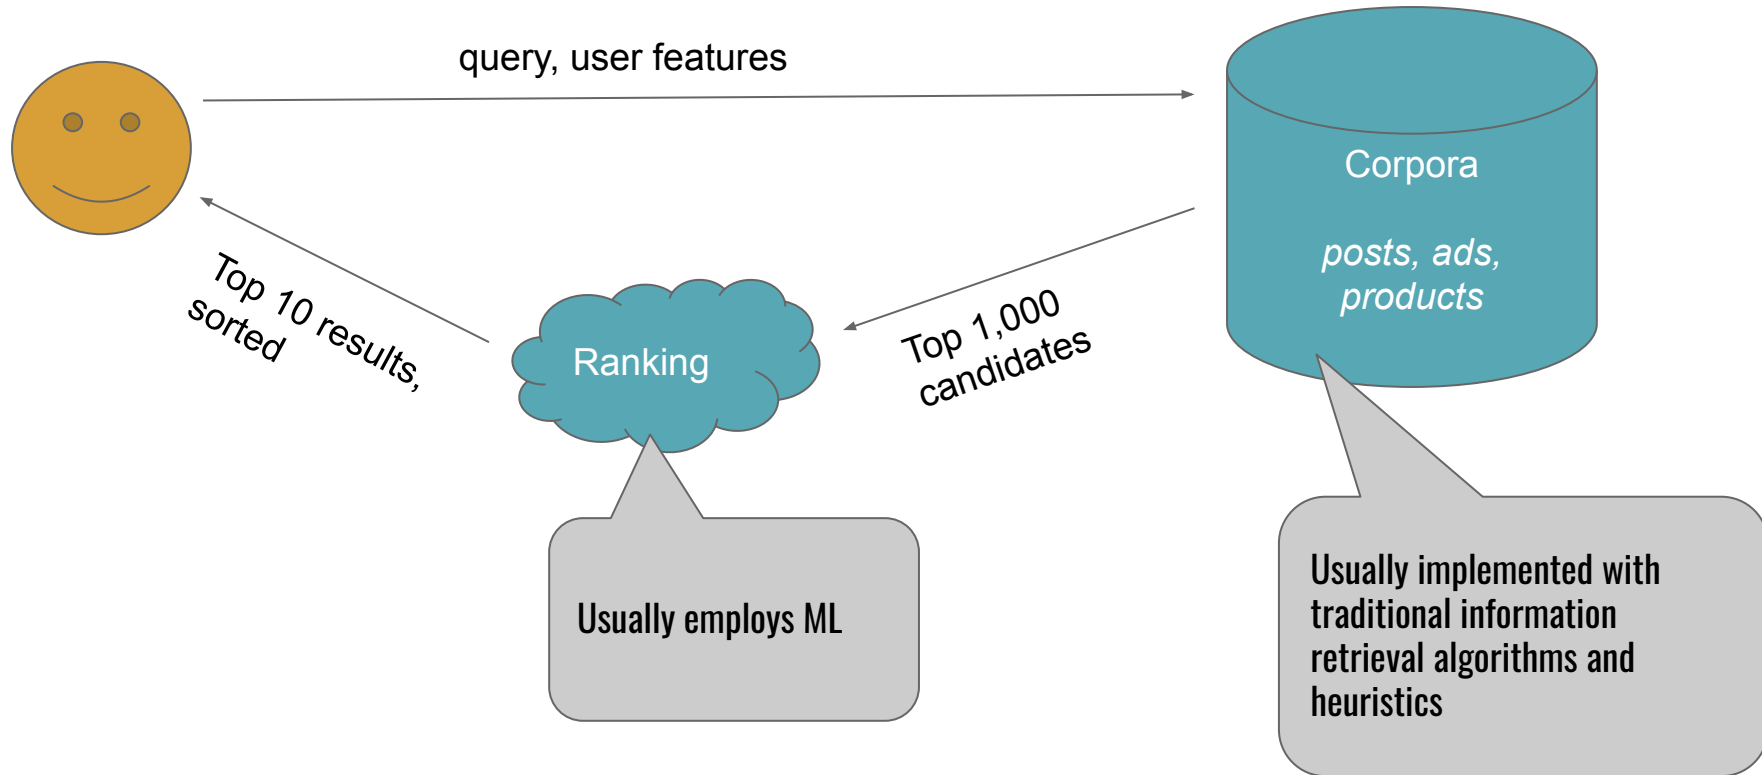 query, user features
Corpora
posts, ads,
products
Top 1,000
candidates
Ranking
Top 10 results,
sorted
Usually employs ML
Usually implemented with
traditional information
retrieval algorithms and
heuristics